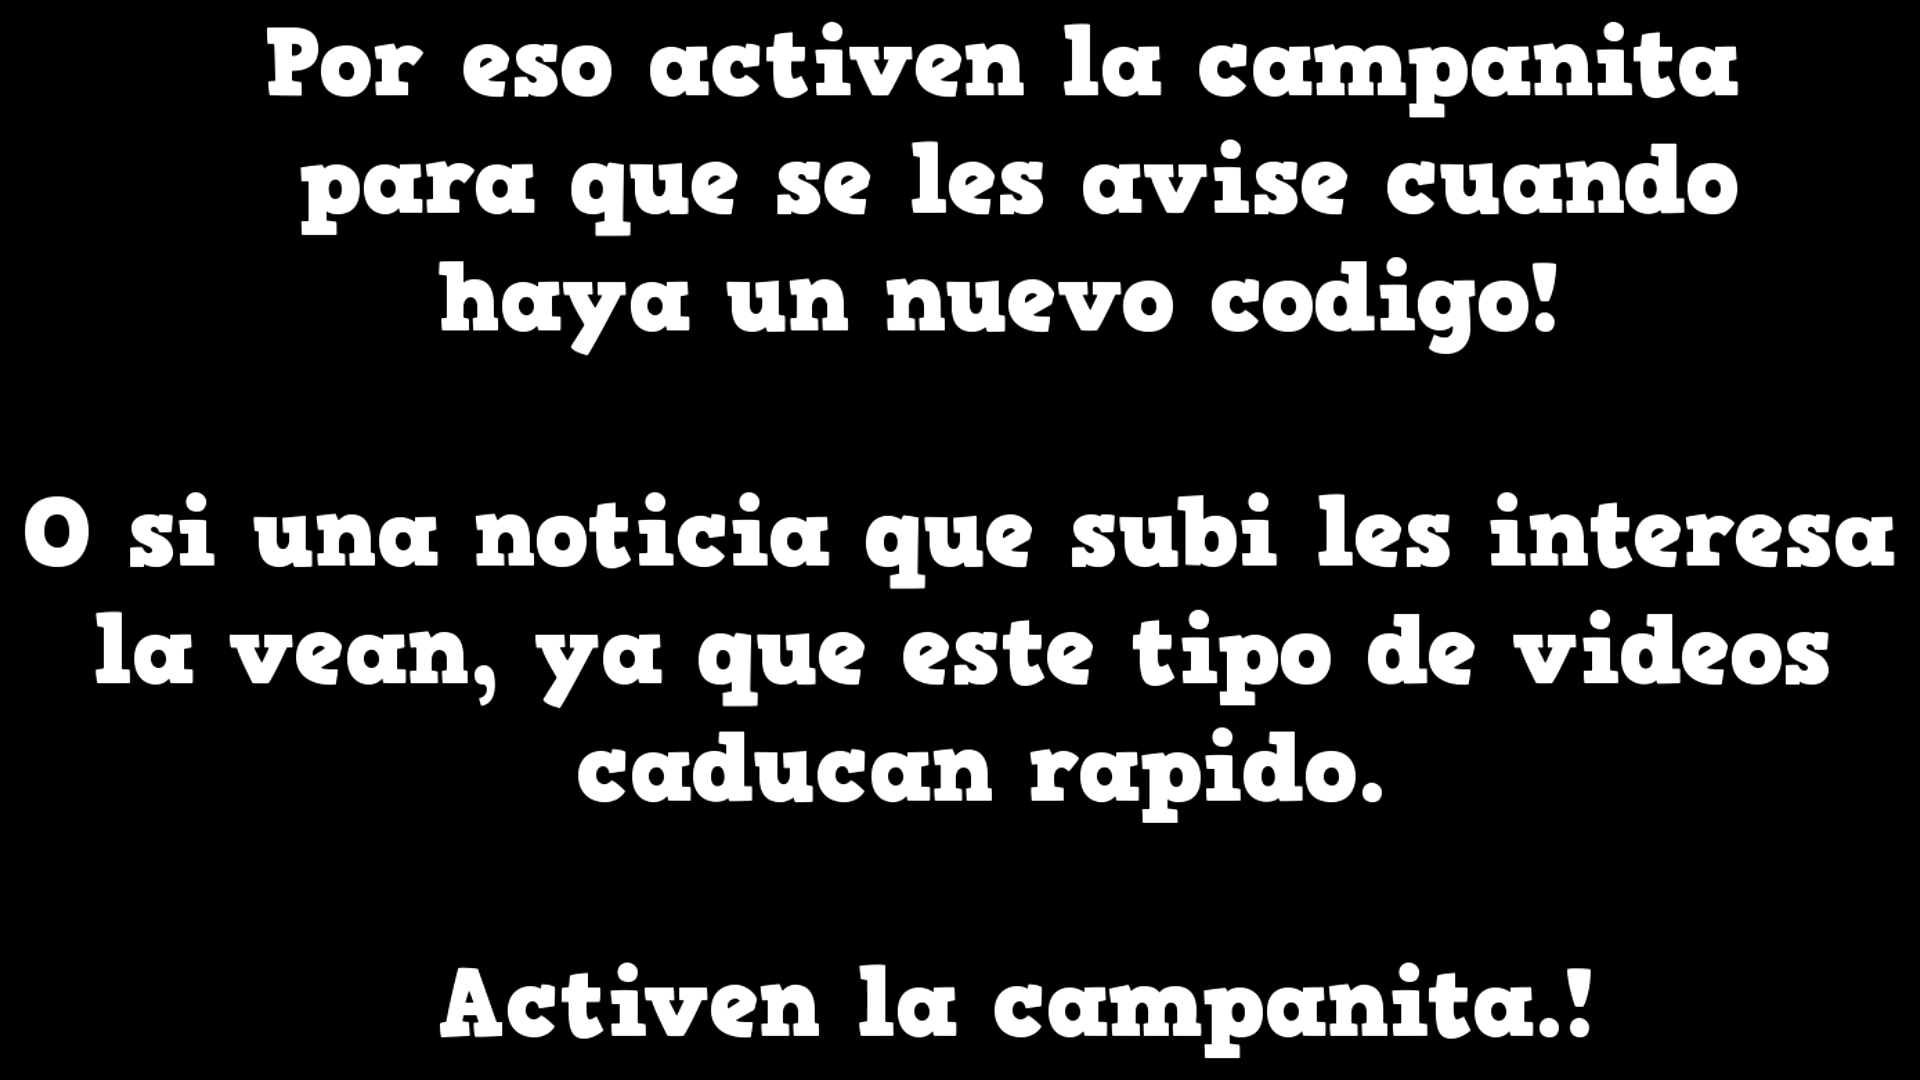 Por eso activen la campanita
para que se les avise cuando
haya un nuevo codigo!
O si una noticia que subi les interesa
la vean, ya que este tipo de videos
caducan rapido.
Activen la campanita.!